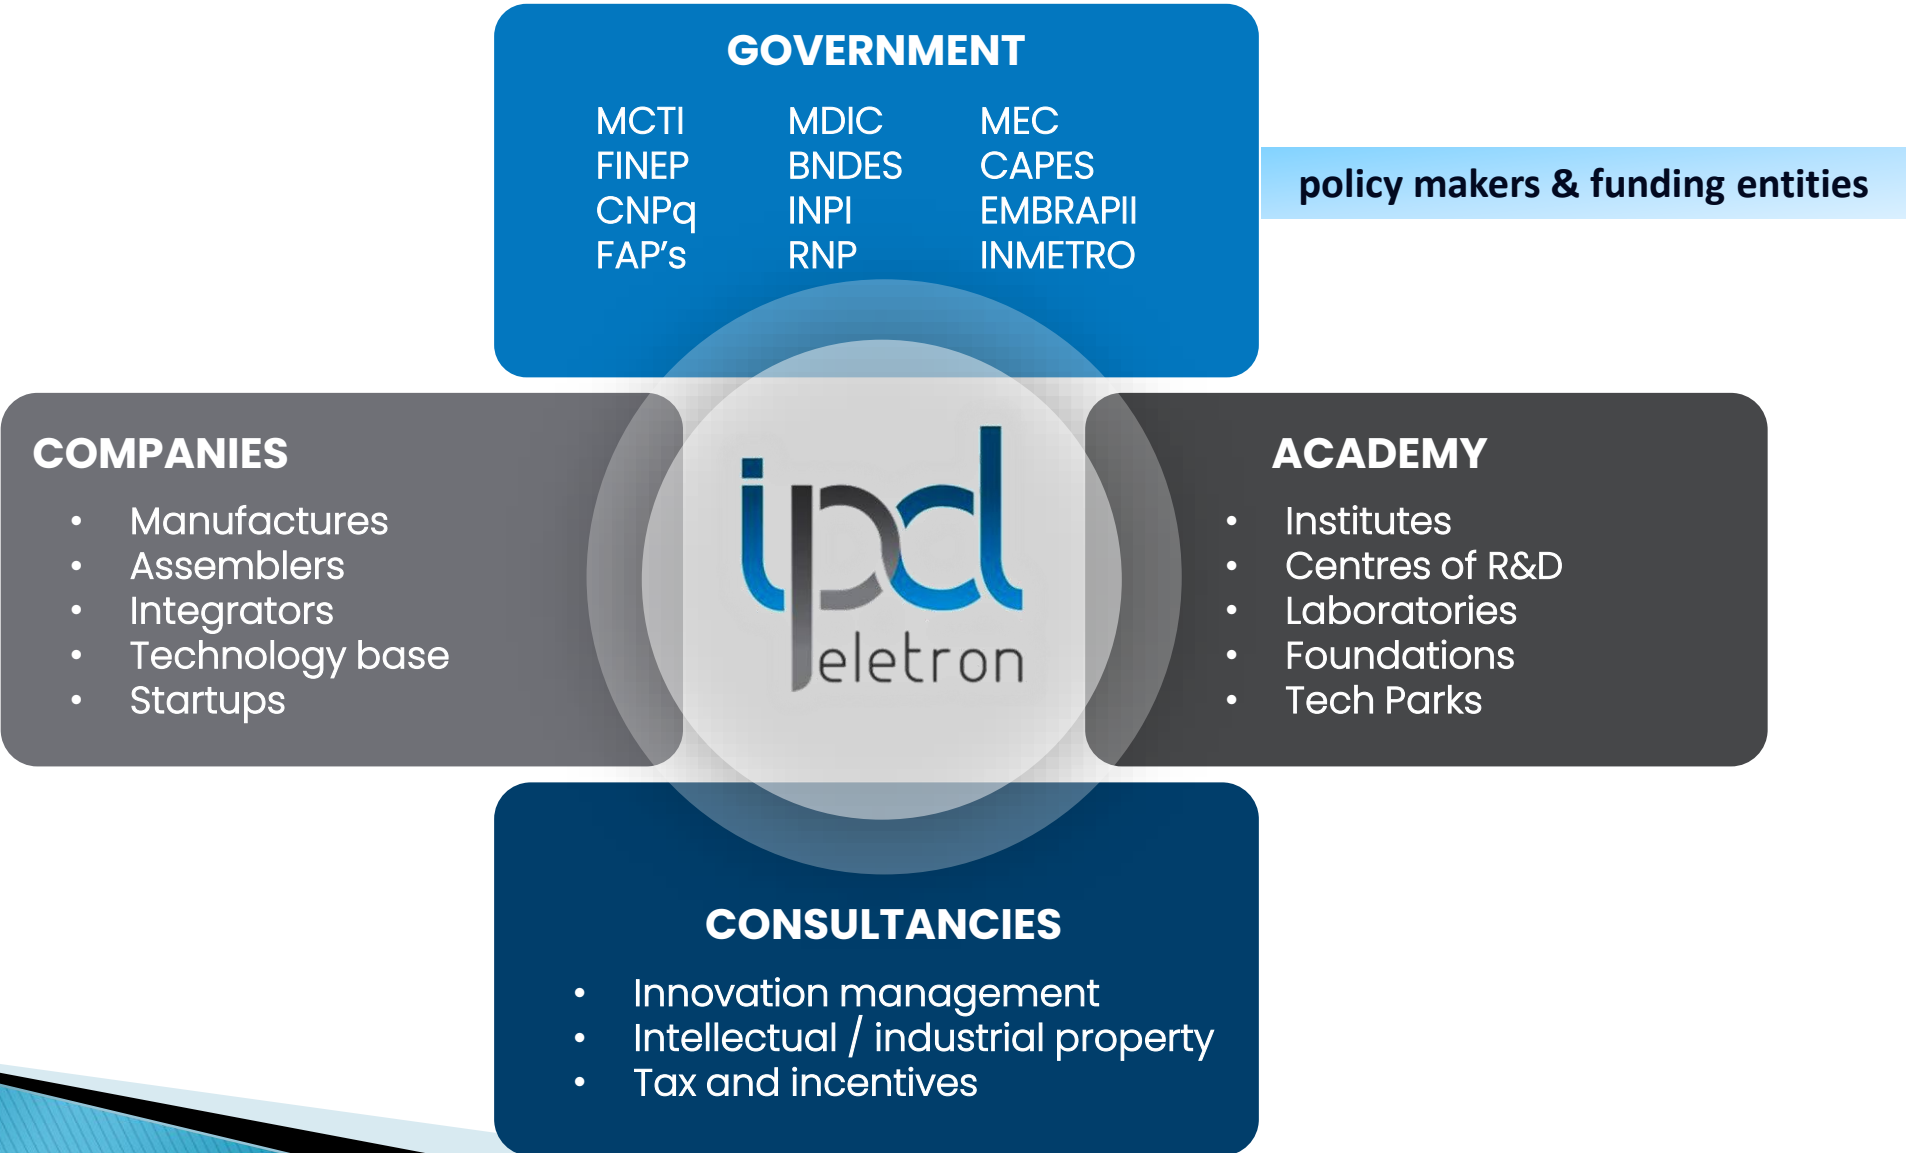 GOVERNMENT
MCTI MDIC MEC
FINEP BNDES CAPES
CNPq INPI EMBRAPII
FAP's RNP INMETRO
policy makers & funding entities
COMPANIES
• Manufactures
• Assemblers
• Integrators
• Technology base
• Startups
ipd
eletron
ACADEMY
• Institutes
• Centres of R&D
• Laboratories
• Foundations
• Tech Parks
CONSULTANCIES
• Innovation management
• Intellectual / industrial property
• Tax and incentives